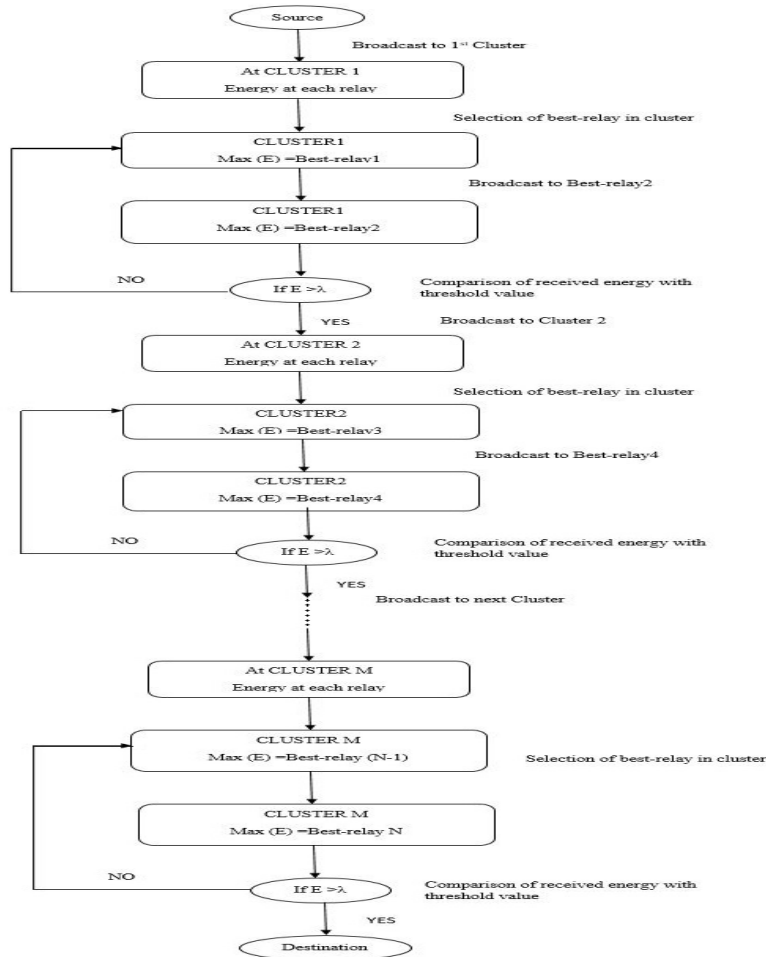 Source
Broadcast to 1st Cluster
At CLUSTER 1
Energy at each relay
Selection of best-relay in cluster
CLUSTER1
Max (E) =Best-relay1
Broadcast to Best-relay2
CLUSTER1
Max (E) =Best-relay2
NO
If E >λ
Comparison of received energy with
threshold value
YES
Broadcast to Cluster 2
At CLUSTER 2
Energy at each relay
Selection of best-relay in cluster
CLUSTER2
Max (E) =Best-relay3
Broadcast to Best-relay4
CLUSTER2
Max (E) =Best-relay4
NO
If E >λ
Comparison of received energy with
threshold value
YES
Broadcast to next Cluster
At CLUSTER M
Energy at each relay
CLUSTER M
Max (E) =Best-relay (N-1)
Selection of best-relay in cluster
CLUSTER M
Max (E) =Best-relay N
NO
If E >λ
Comparison of received energy with
threshold value
YES
Destination